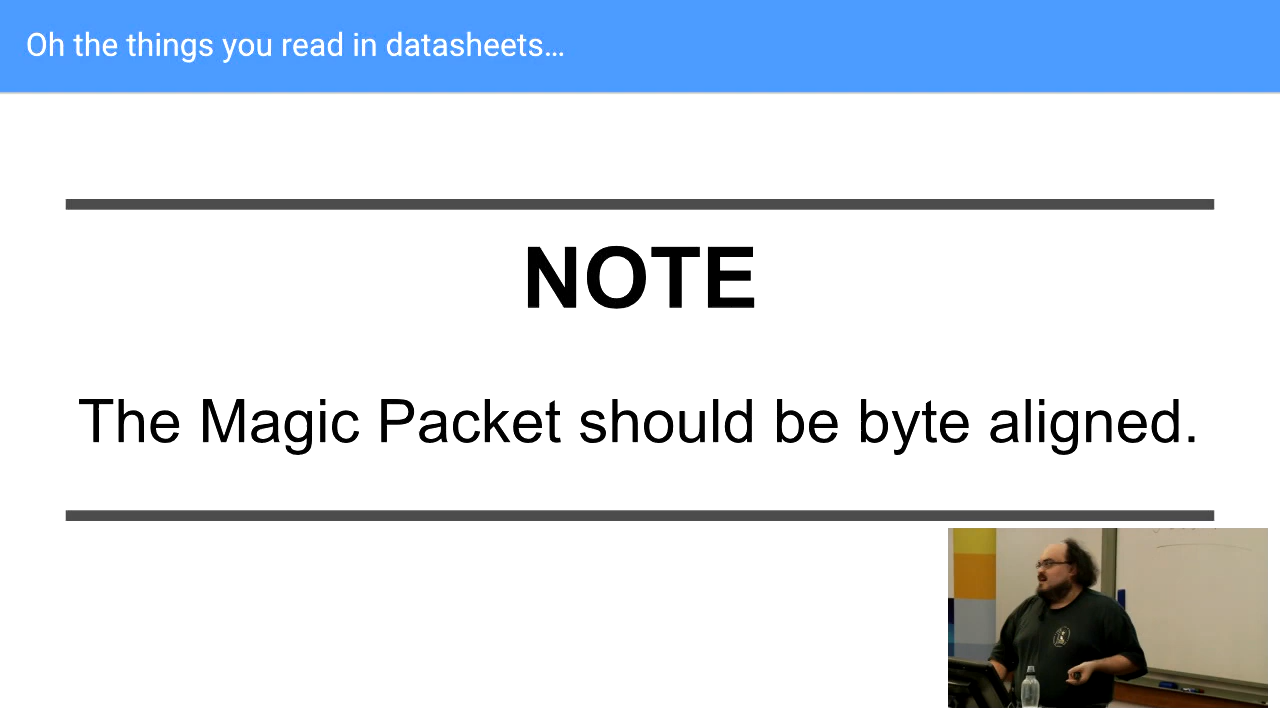 Oh the things you read in datasheets…
NOTE
The Magic Packet should be byte aligned.